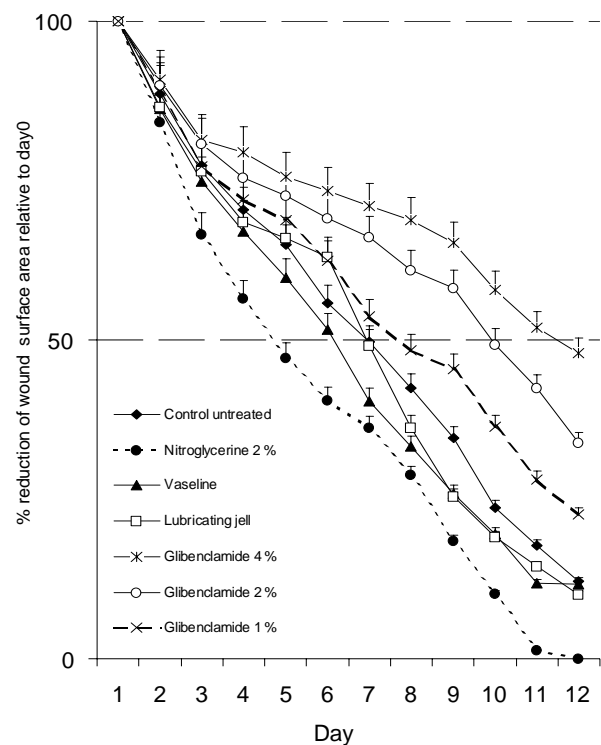 % reduction of wound surface area relative to day0
100
50
0
Control untreated
Nitroglycerine 2 %
Vaseline
Lubricating jell
Glibenclamide 4 %
Glibenclamide 2 %
Glibenclamide 1 %
1 2 3 4 5 6 7 8 9 10 11 12
Day